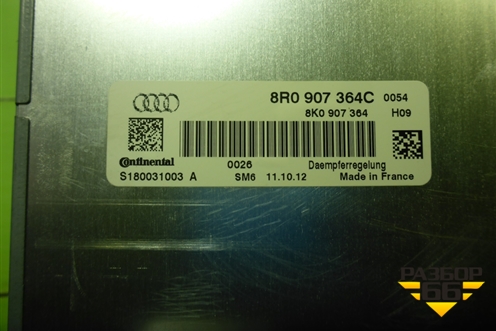 8R0 907 364C 0054
8K0 907 364 H09
Continental
0026 Daempferregelung
S180031003 A SM6 11.10.12 Made in France
РАЗБОР
66